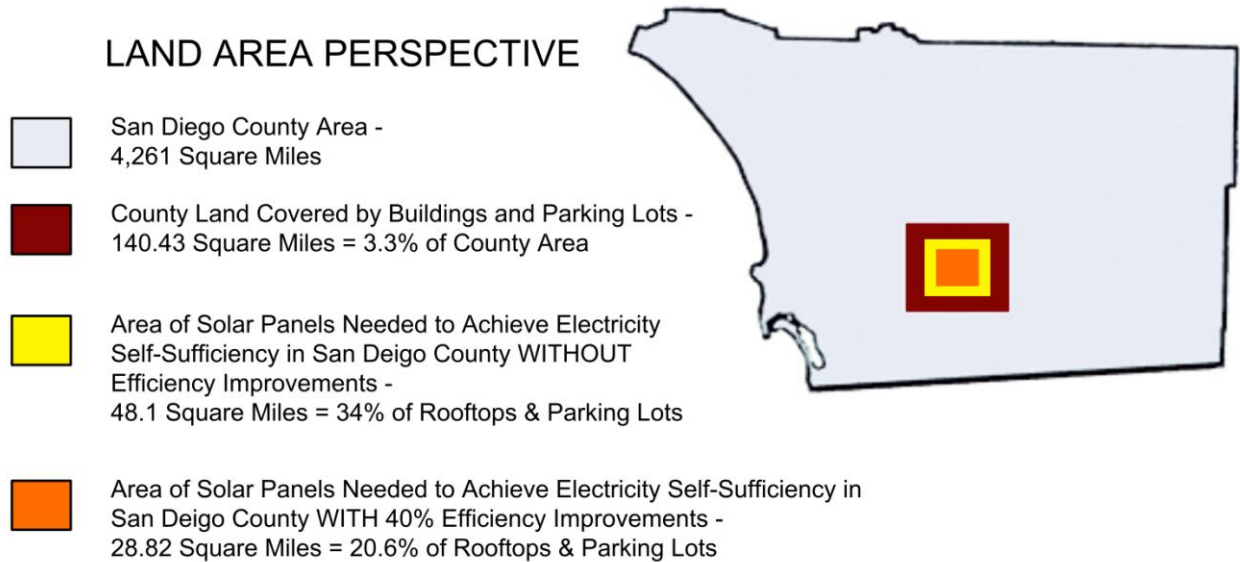 LAND AREA PERSPECTIVE
San Diego County Area -
4,261 Square Miles
County Land Covered by Buildings and Parking Lots -
140.43 Square Miles = 3.3% of County Area
Area of Solar Panels Needed to Achieve Electricity
Self-Sufficiency in San Deigo County WITHOUT
Efficiency Improvements -
48.1 Square Miles = 34% of Rooftops & Parking Lots
Area of Solar Panels Needed to Achieve Electricity Self-Sufficiency in
San Deigo County WITH 40% Efficiency Improvements -
28.82 Square Miles = 20.6% of Rooftops & Parking Lots